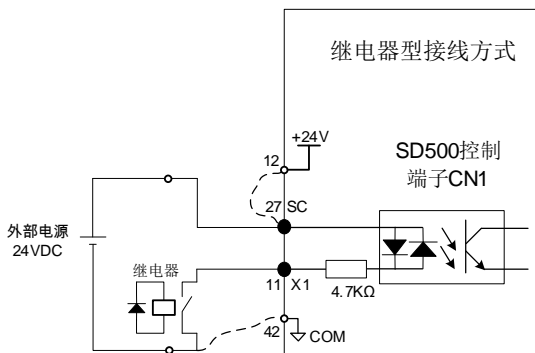 继电器型接线方式
+24V
12
SD500控制
端子CN1
27 SC
外部电源
24VDC
继电器
11 X1
4.7KΩ
42
COM